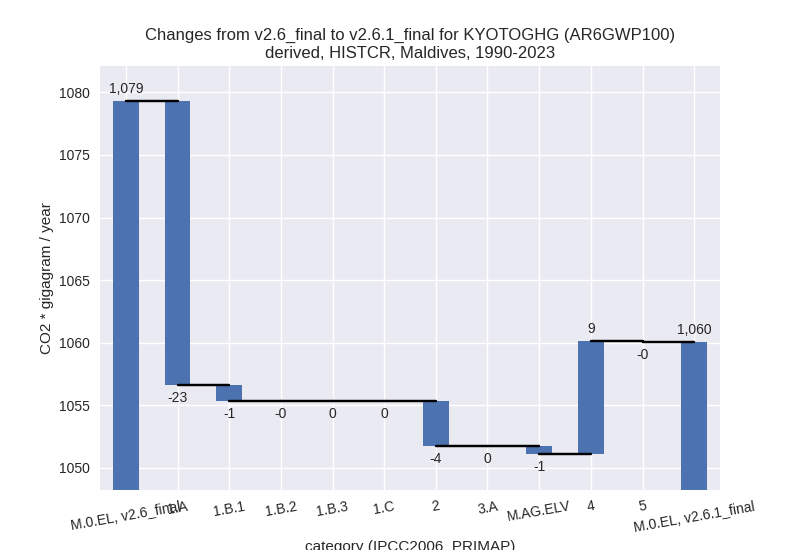 Changes from v2.6_final to v2.6.1_final for KYOTOGHG (AR6GWP100)
derived, HISTCR, Maldives, 1990-2023
CO2 * gigagram / year
1080
1075
1070
1065
1060
1055
1050
1,079
-23
-1
-0
0
0
-4
0
-1
9
-0
1,060
M.0.EL, v2.6_final
1.A
1.B.1
1.B.2
1.B.3
1.C
2
3.A
M.AG.ELV
4
5
M.0.EL, v2.6.1_final
category (IPCC2006_PRIMAP)